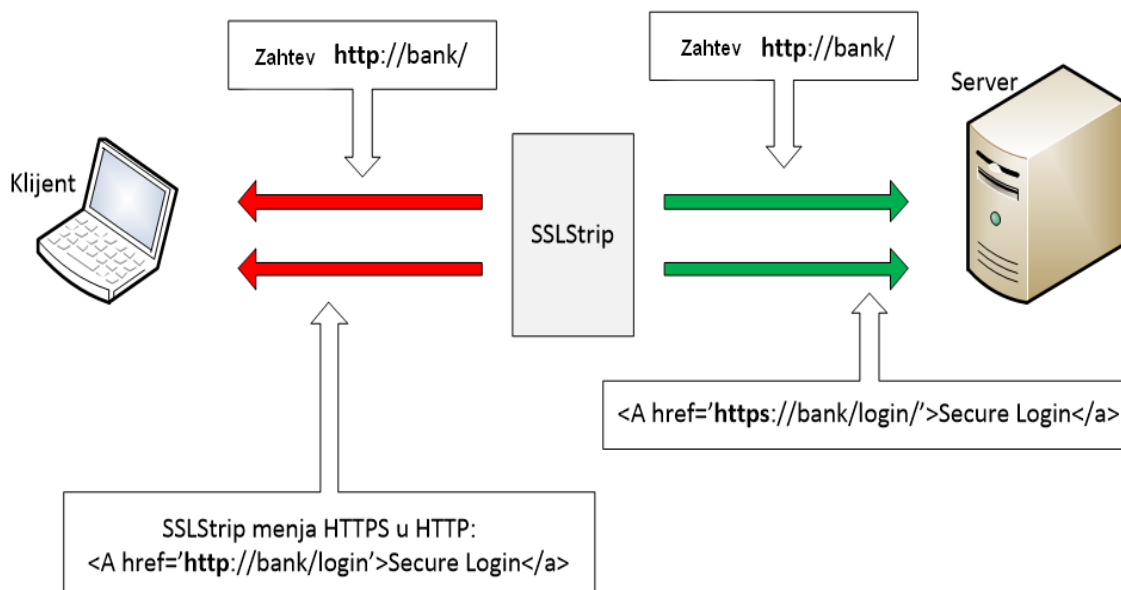 Zahtev http://bank/
Zahtev http://bank/
Server
Klijent
SSLStrip
<A href=’https://bank/login/’>Secure Login</a>
SSLStrip menja HTTPS u HTTP:
<A href=’http://bank/login’>Secure Login</a>